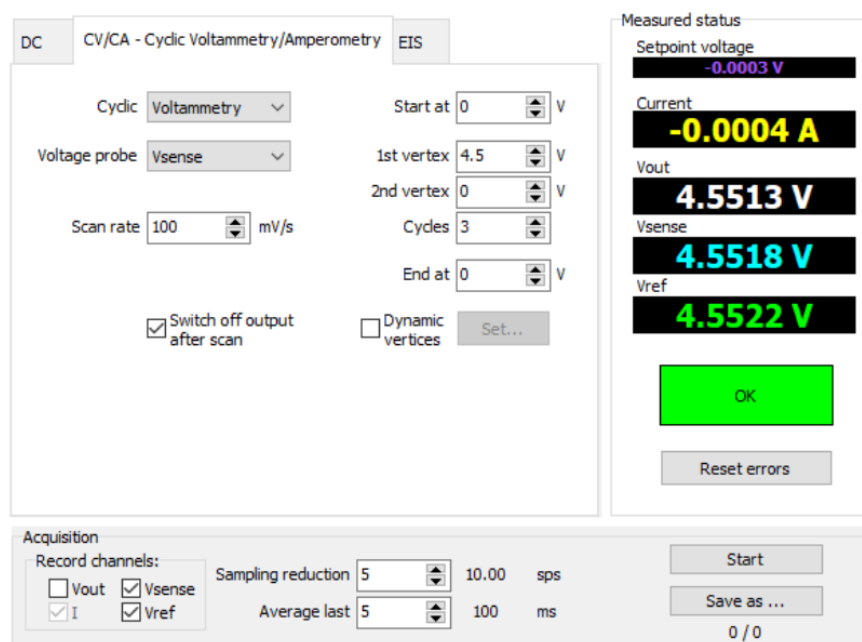 DC
CV/CA - Cyclic Voltammetry/Amperometry
EIS
Cyclic Voltammetry
Start at 0 V
Voltage probe Vsense
1st vertex 4.5 V
2nd vertex 0 V
Scan rate 100 mV/s
Cycles 3
End at 0 V
Switch off output
after scan
Dynamic
vertices
Set...
Measured status
Setpoint voltage
-0.0003 V
Current
-0.0004 A
Vout
4.5513 V
Vsense
4.5518 V
Vref
4.5522 V
OK
Reset errors
Acquisition
Record channels:
Vout Vsense
I Vref
Sampling reduction 5 10.00 sps
Average last 5 100 ms
Start
Save as ...
0 / 0